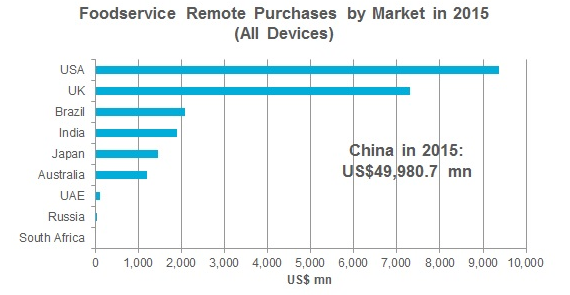 Foodservice Remote Purchases by Market in 2015
(All Devices)
USA
UK
Brazil
India
Japan
Australia
UAE
Russia
South Africa
China in 2015:
US$49,980.7 mn
0 1,000 2,000 3,000 4,000 5,000 6,000 7,000 8,000 9,000 10,000
US$ mn